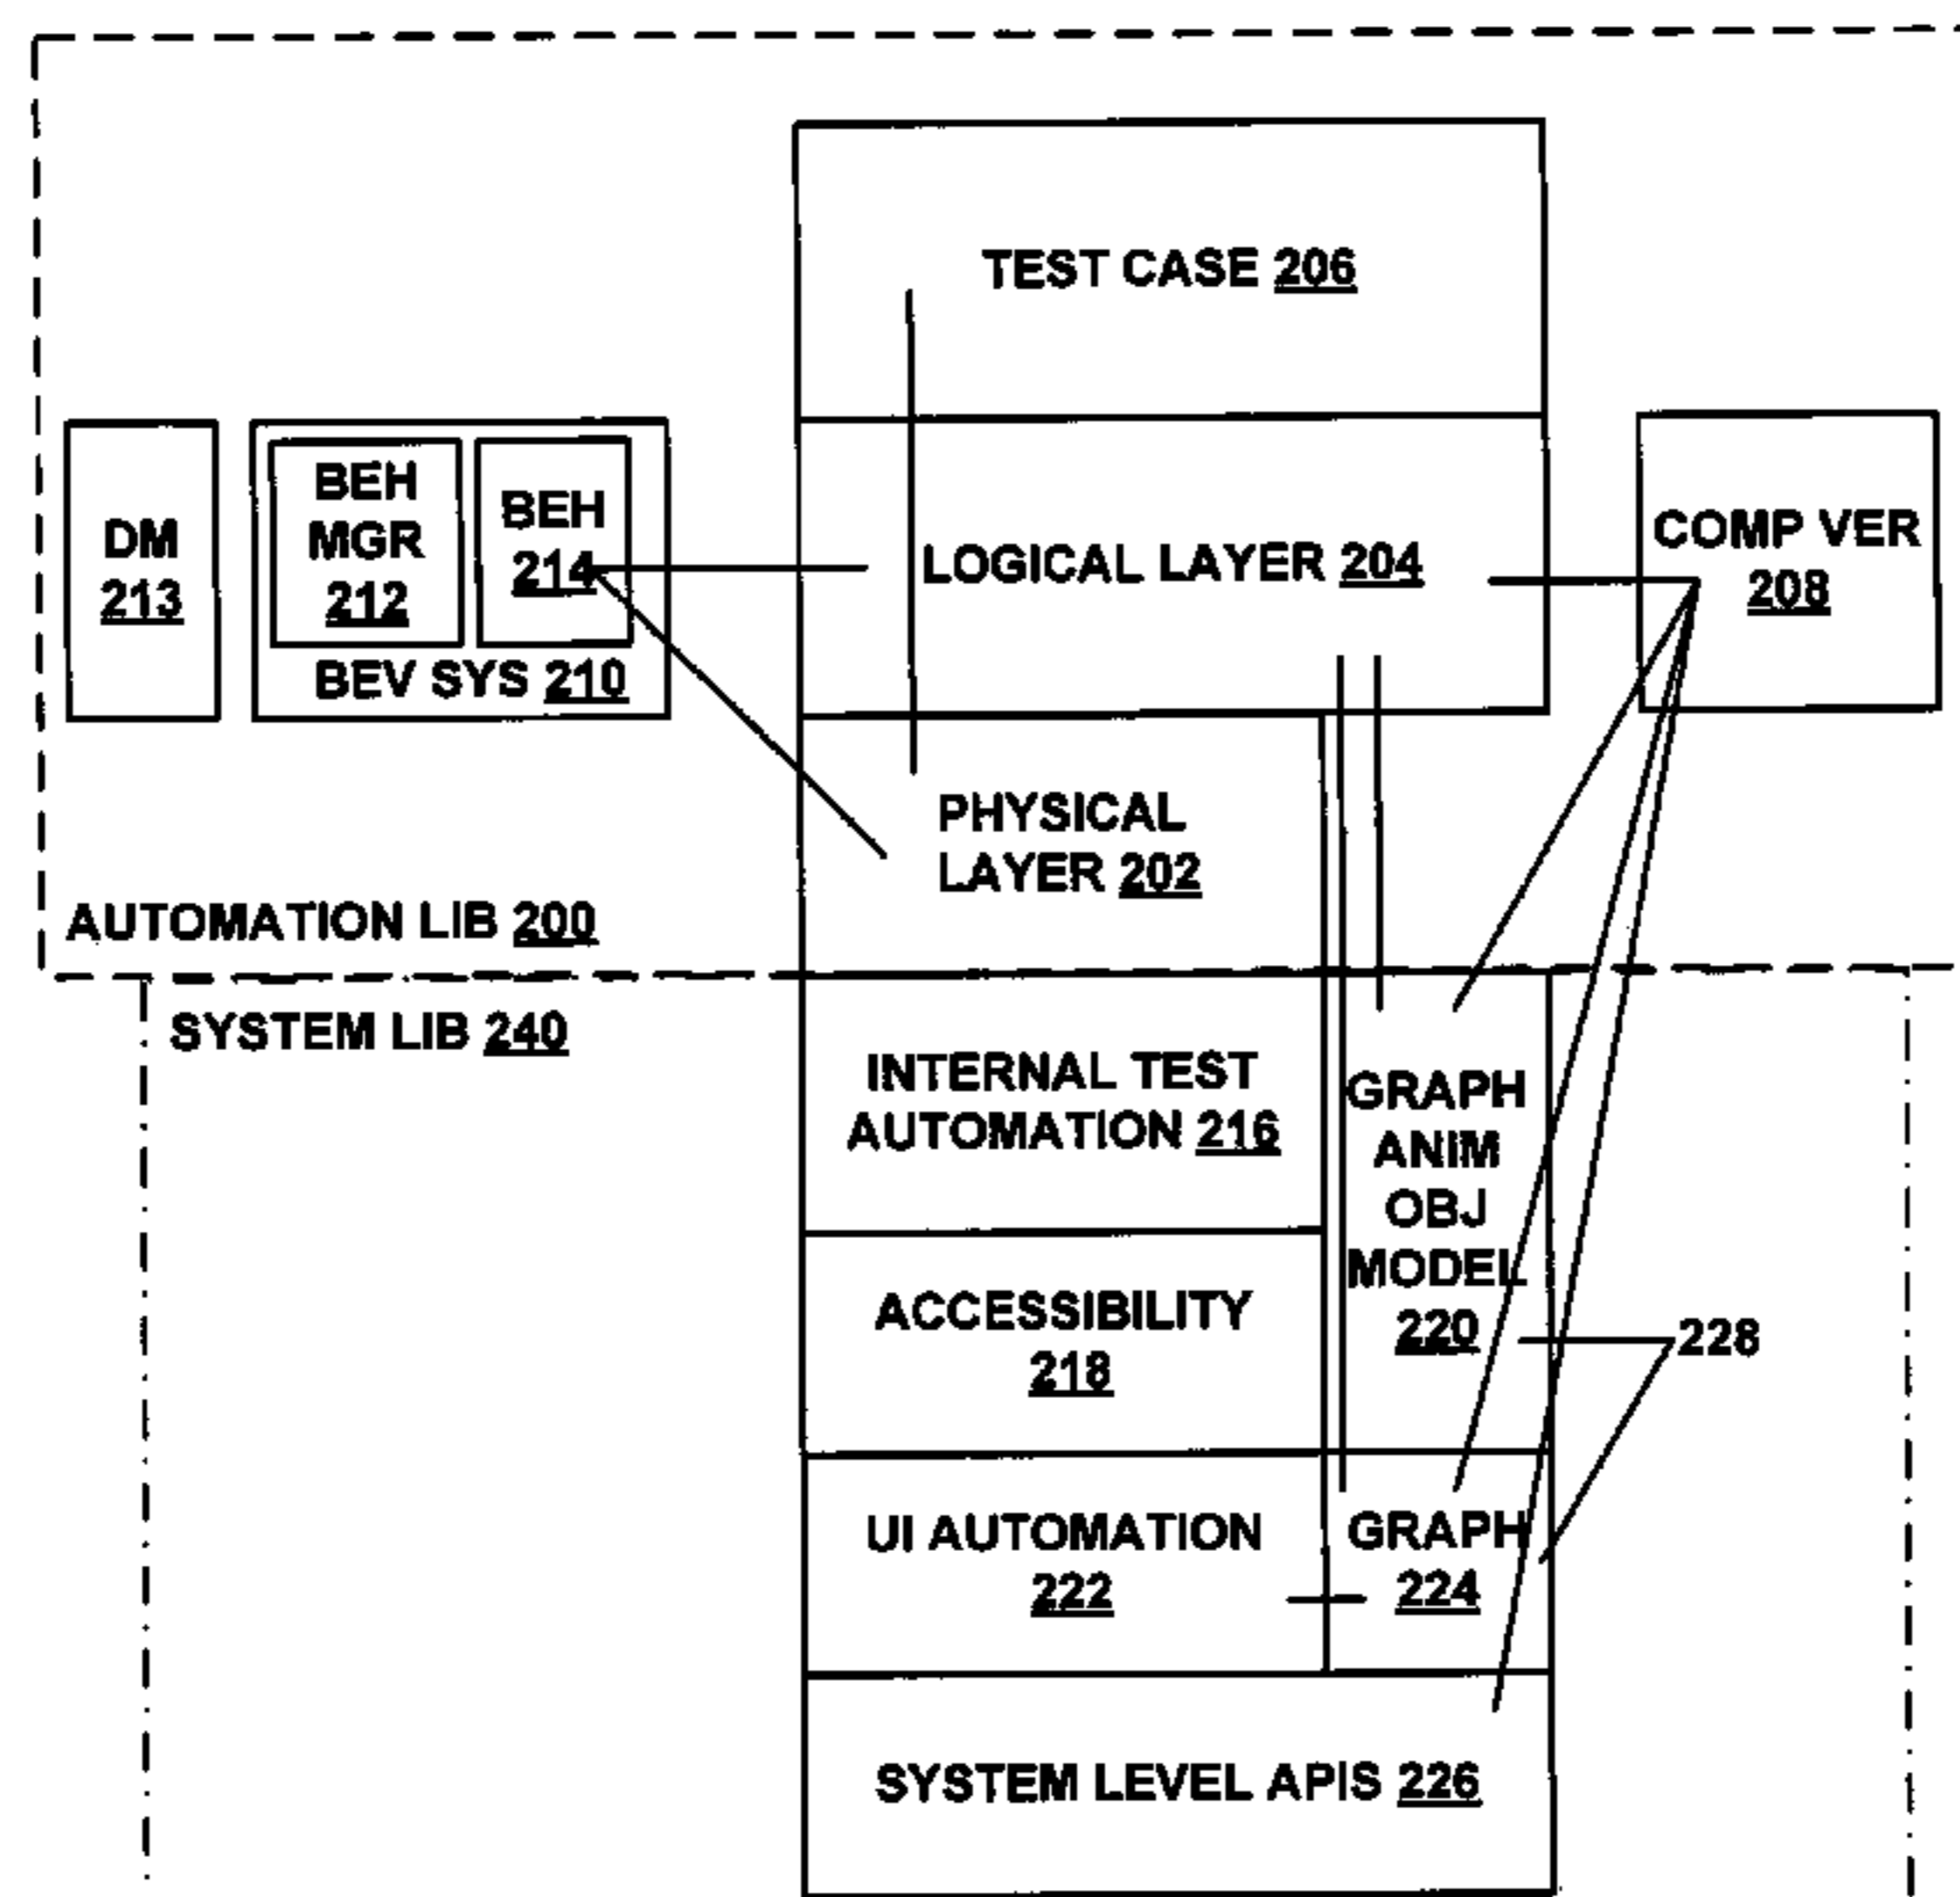 TEST CASE 206
DM
213
BEH
MGR
212
BEH
214
BEV SYS 210
LOGICAL LAYER 204
COMP VER
208
PHYSICAL
LAYER 202
AUTOMATION LIB 200
SYSTEM LIB 240
INTERNAL TEST
AUTOMATION 216
GRAPH
ANIM
OBJ
MODEL
220
ACCESSIBILITY
218
228
UI AUTOMATION
222
GRAPH
224
SYSTEM LEVEL APIS 226